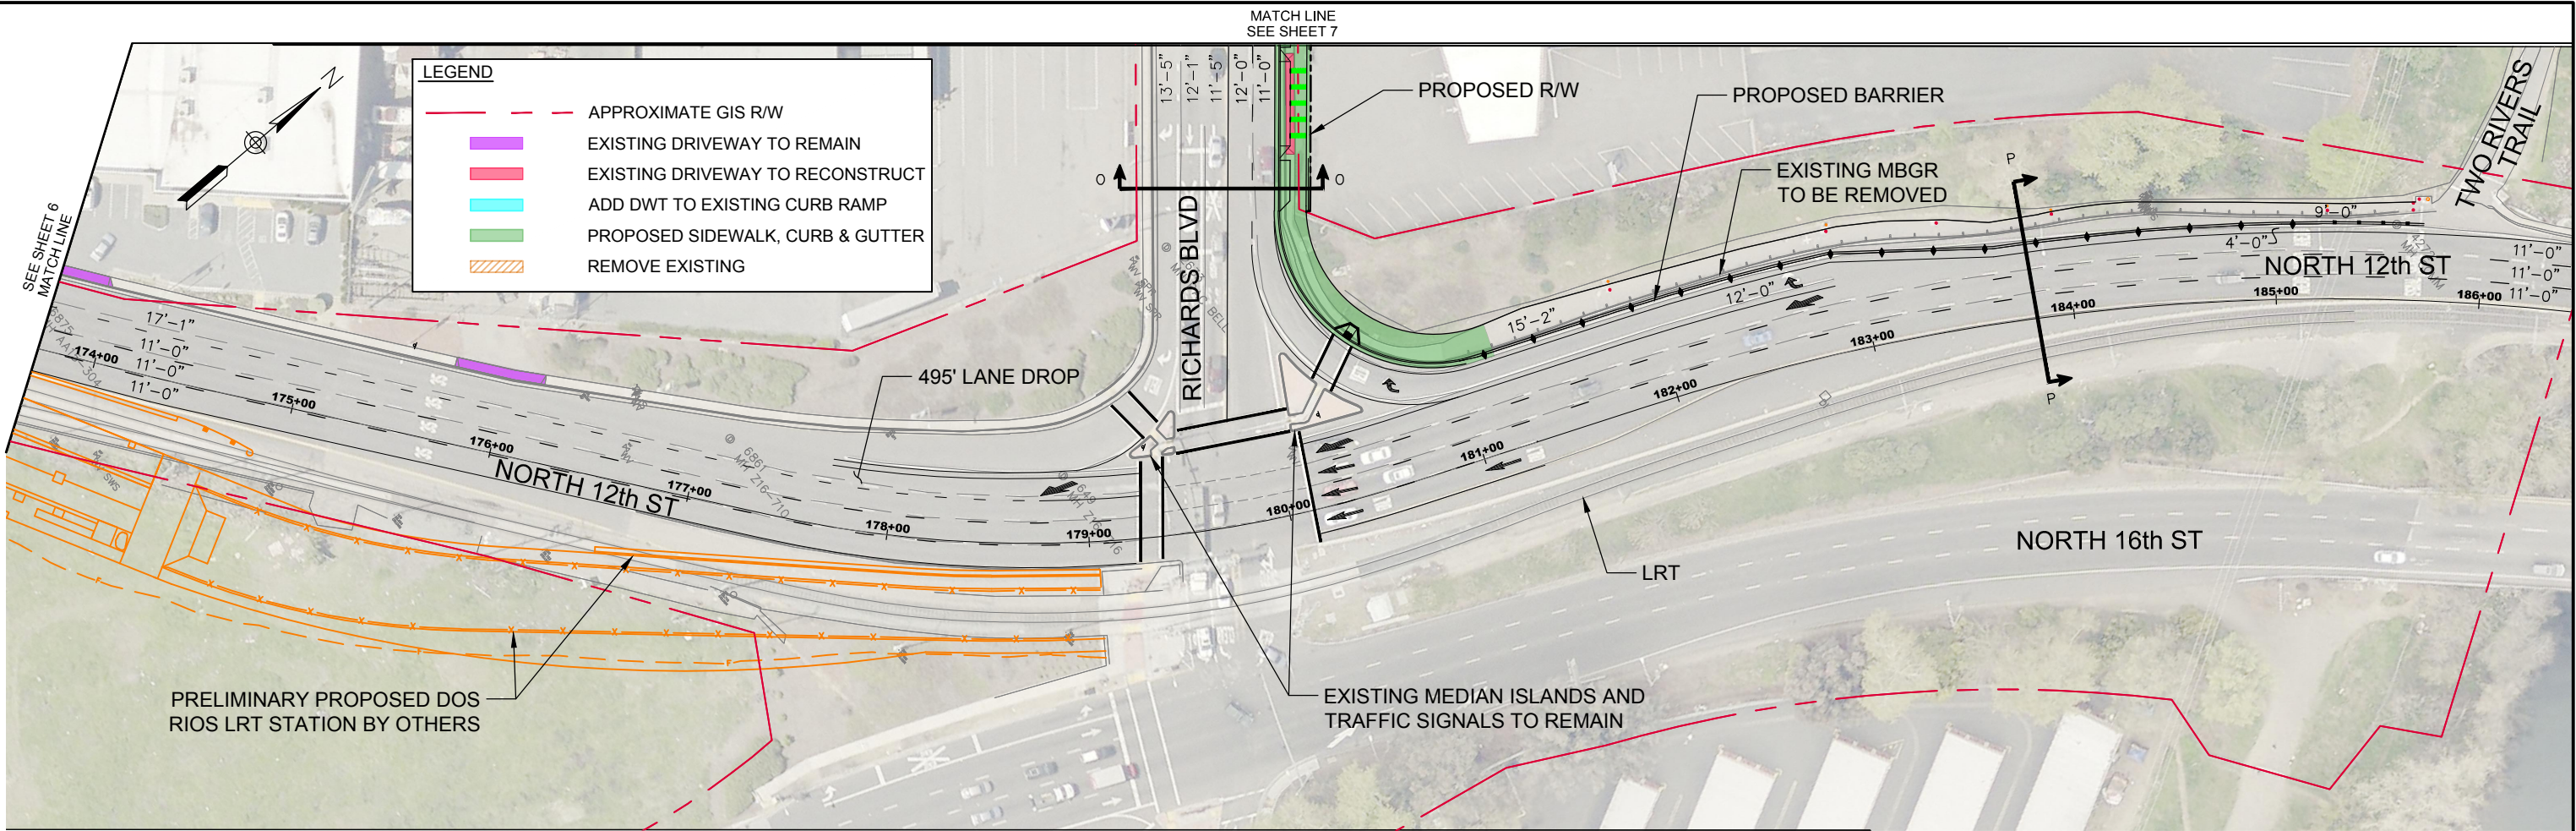 MATCH LINE
SEE SHEET 7
N
LEGEND
APPROXIMATE GIS R/W
EXISTING DRIVEWAY TO REMAIN
EXISTING DRIVEWAY TO RECONSTRUCT
ADD DWT TO EXISTING CURB RAMP
PROPOSED SIDEWALK, CURB & GUTTER
REMOVE EXISTING
SEE SHEET 6
MATCH LINE
13'-5"
12'-1"
11'-5"
12'-0"
11'-0"
PROPOSED R/W
PROPOSED BARRIER
EXISTING MBGR
TO BE REMOVED
TWO RIVERS
TRAIL
O
O
P
P
RICHARDS BLVD
9'-0"
4'-0"
NORTH 12th ST
11'-0"
11'-0"
11'-0"
12'-0"
15'-2"
17'-1"
11'-0"
11'-0"
11'-0"
174+00
175+00
176+00
177+00
178+00
179+00
180+00
181+00
182+00
183+00
184+00
185+00
186+00
495' LANE DROP
NORTH 12th ST
6861
MH Z16-710
NORTH 16th ST
LRT
PRELIMINARY PROPOSED DOS
RIOS LRT STATION BY OTHERS
EXISTING MEDIAN ISLANDS AND
TRAFFIC SIGNALS TO REMAIN